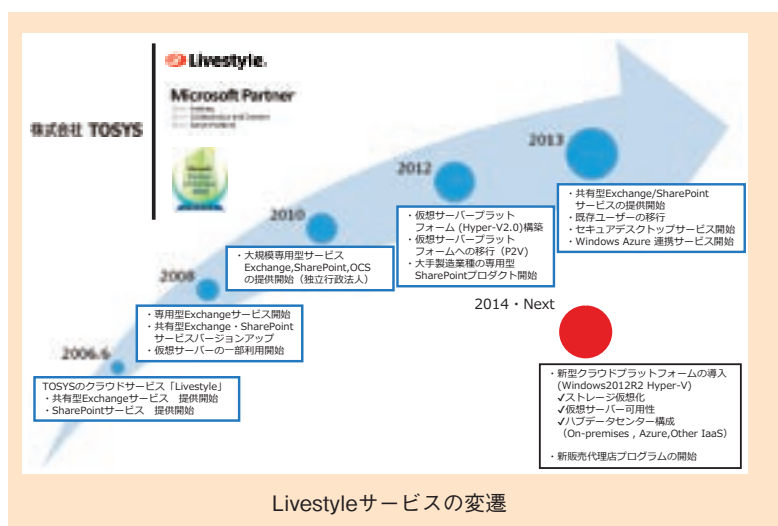 株式会社 TOSYS
Livestyle.
Microsoft Partner
2006.6
TOSYSのクラウドサービス「Livestyle」
・共有型Exchangeサービス　提供開始
・SharePointサービス　提供開始
2008
・専用型Exchangeサービス開始
・共有型Exchange・SharePoint
サービスバージョンアップ
・仮想サーバーの一部利用開始
2010
・大規模専用型サービス
Exchange,SharePoint,OCS
の提供開始（独立行政法人）
2012
・仮想サーバープラット
フォーム (Hyper-V2.0)構築
・仮想サーバープラット
フォームへの移行（P2V）
・大手製造業種の専用型
SharePointプロダクト開始
2013
・共有型Exchange/SharePoint
サービスの提供開始
・既存ユーザーの移行
・セキュアデスクトップサービス開始
・Windows Azure 連携サービス開始
2014・Next
・新型クラウドプラットフォームの導入
(Windows2012R2 Hyper-V)
✓ストレージ仮想化
✓仮想サーバー可用性
✓ハブデータセンター構成
（On-premises , Azure,Other IaaS）
・新販売代理店プログラムの開始
Livestyleサービスの変遷